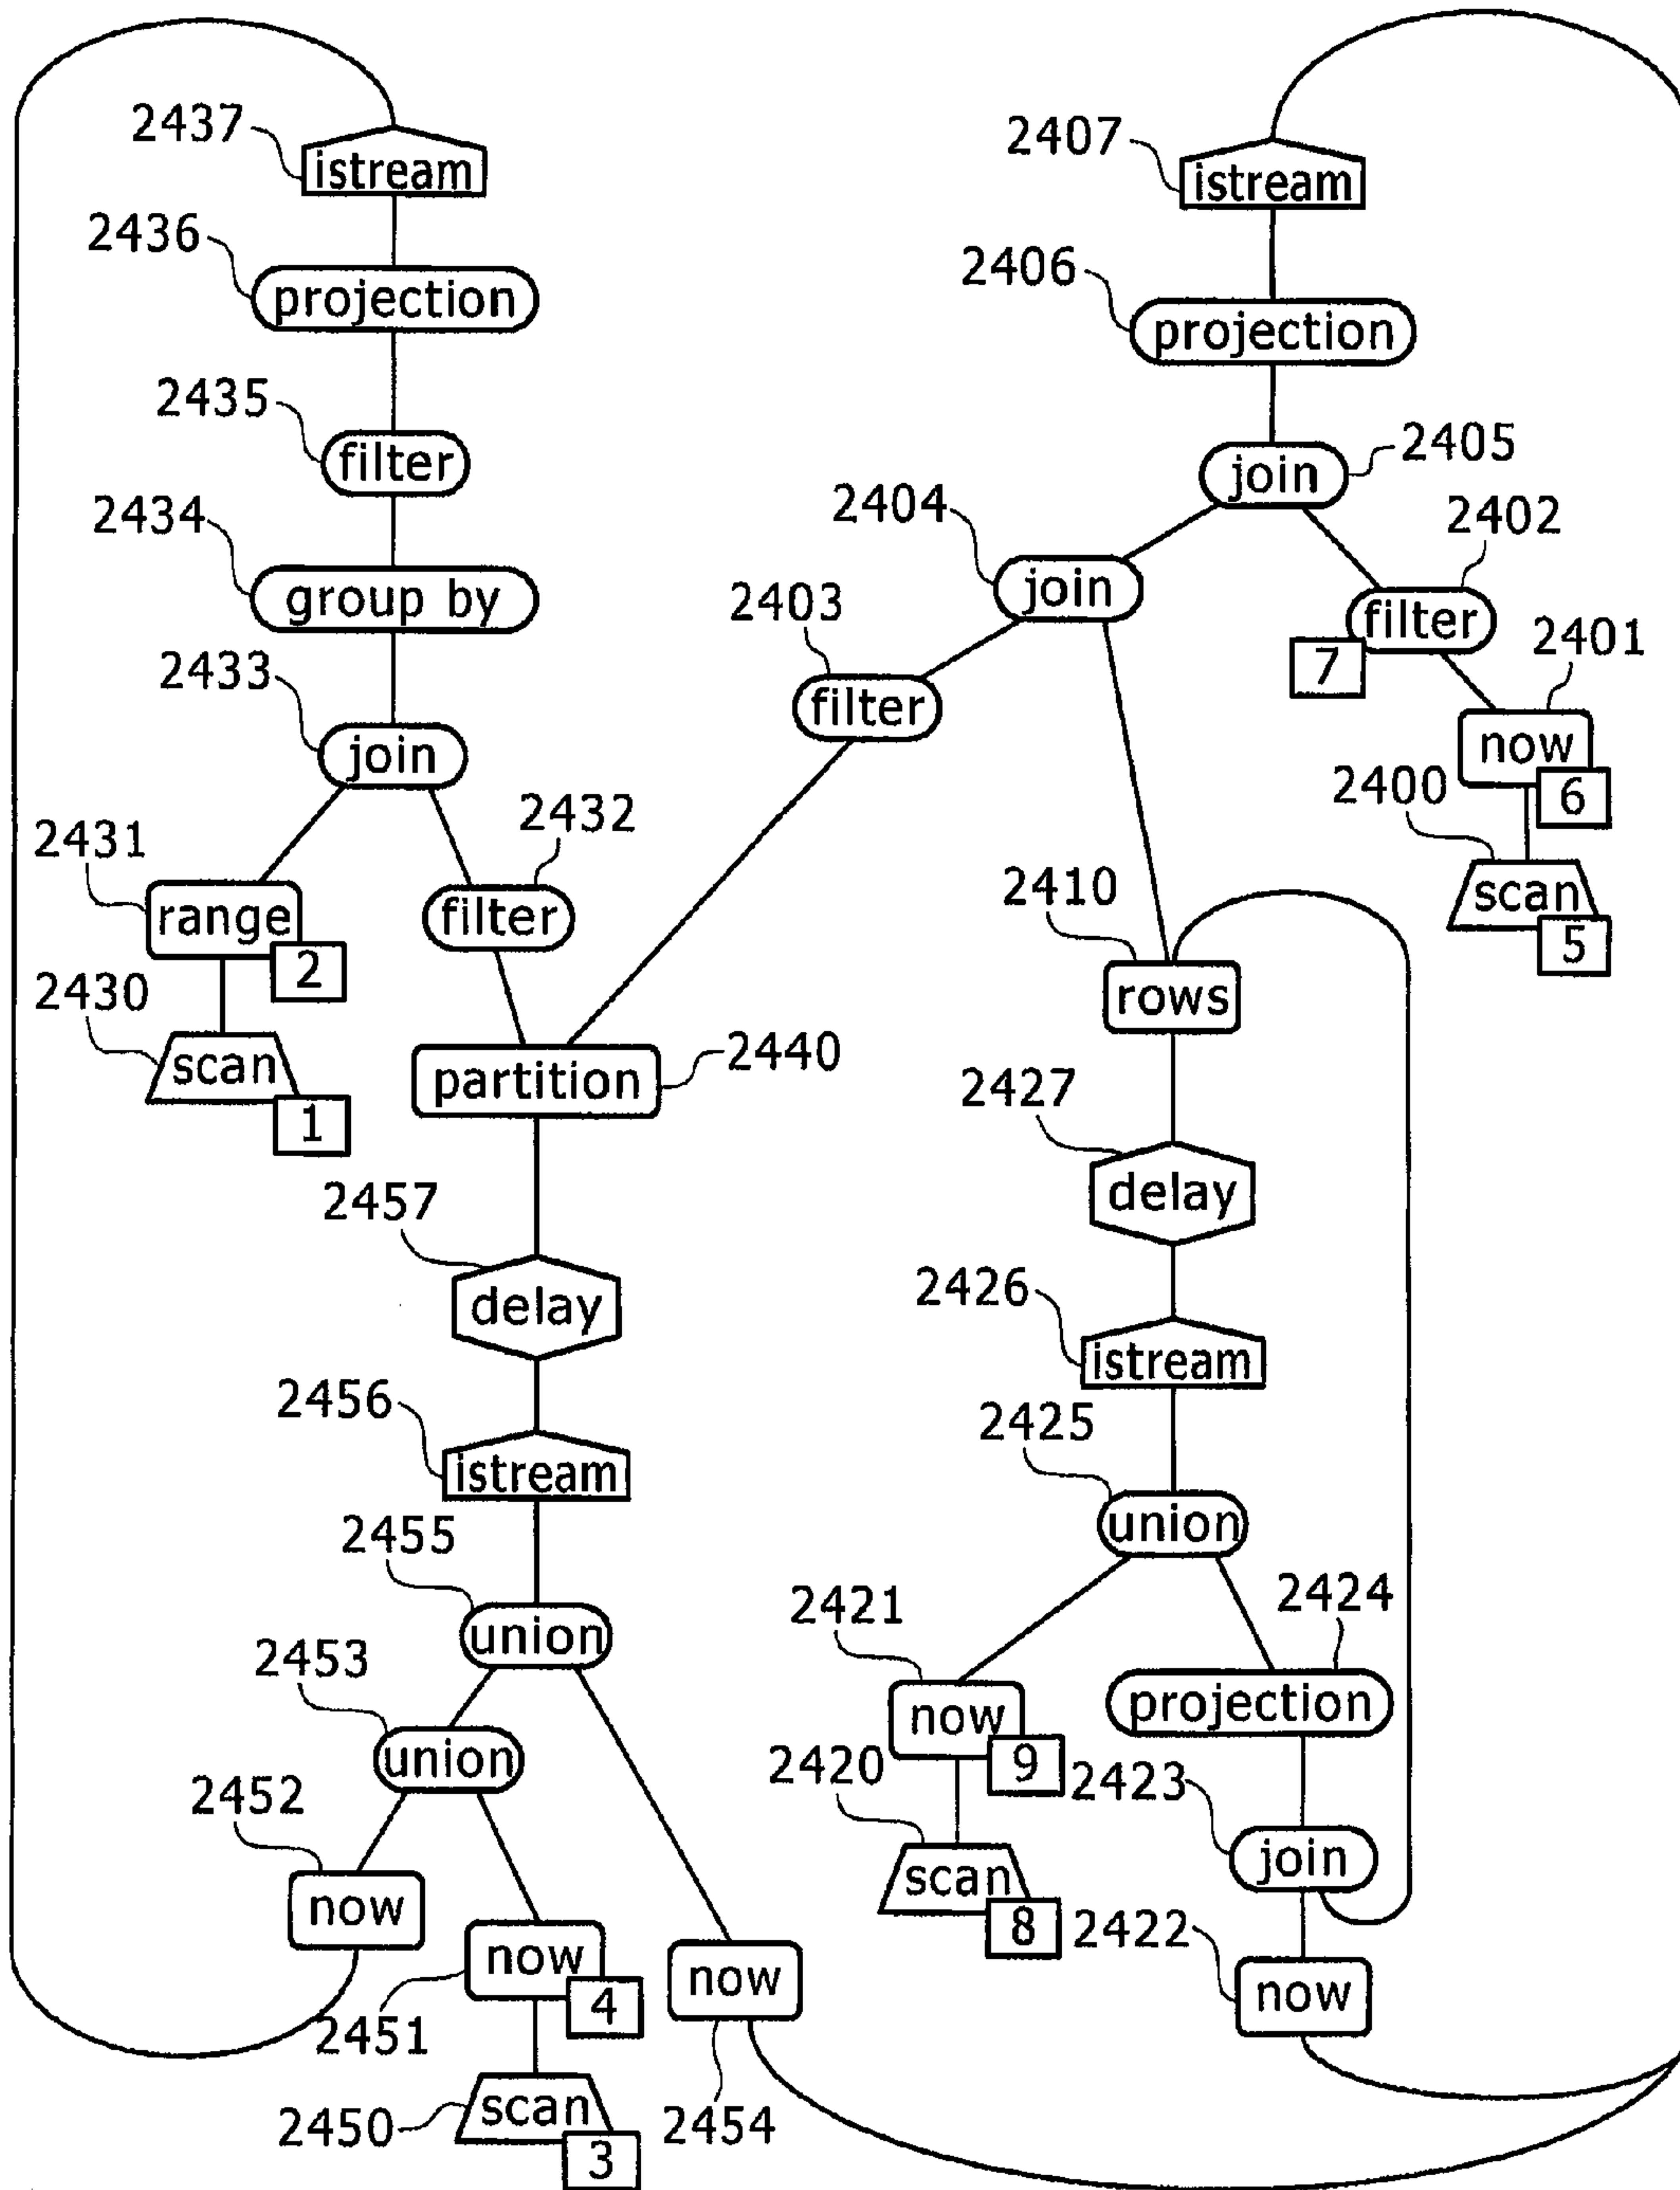 2437
istream
2407
istream
2436
projection
2406
projection
2435
filter
2405
join
2434
group by
2404
join
2402
filter
7
2403
filter
2401
now
6
2433
join
2400
scan
5
2431
range
2
2432
filter
2410
rows
2430
scan
1
partition
2440
2427
delay
2457
delay
2426
istream
2456
istream
2425
union
2455
union
2421
now
9
2424
projection
2453
union
2420
scan
8
2423
join
2452
now
now
4
2451
now
2454
2422
now
2450
scan
3